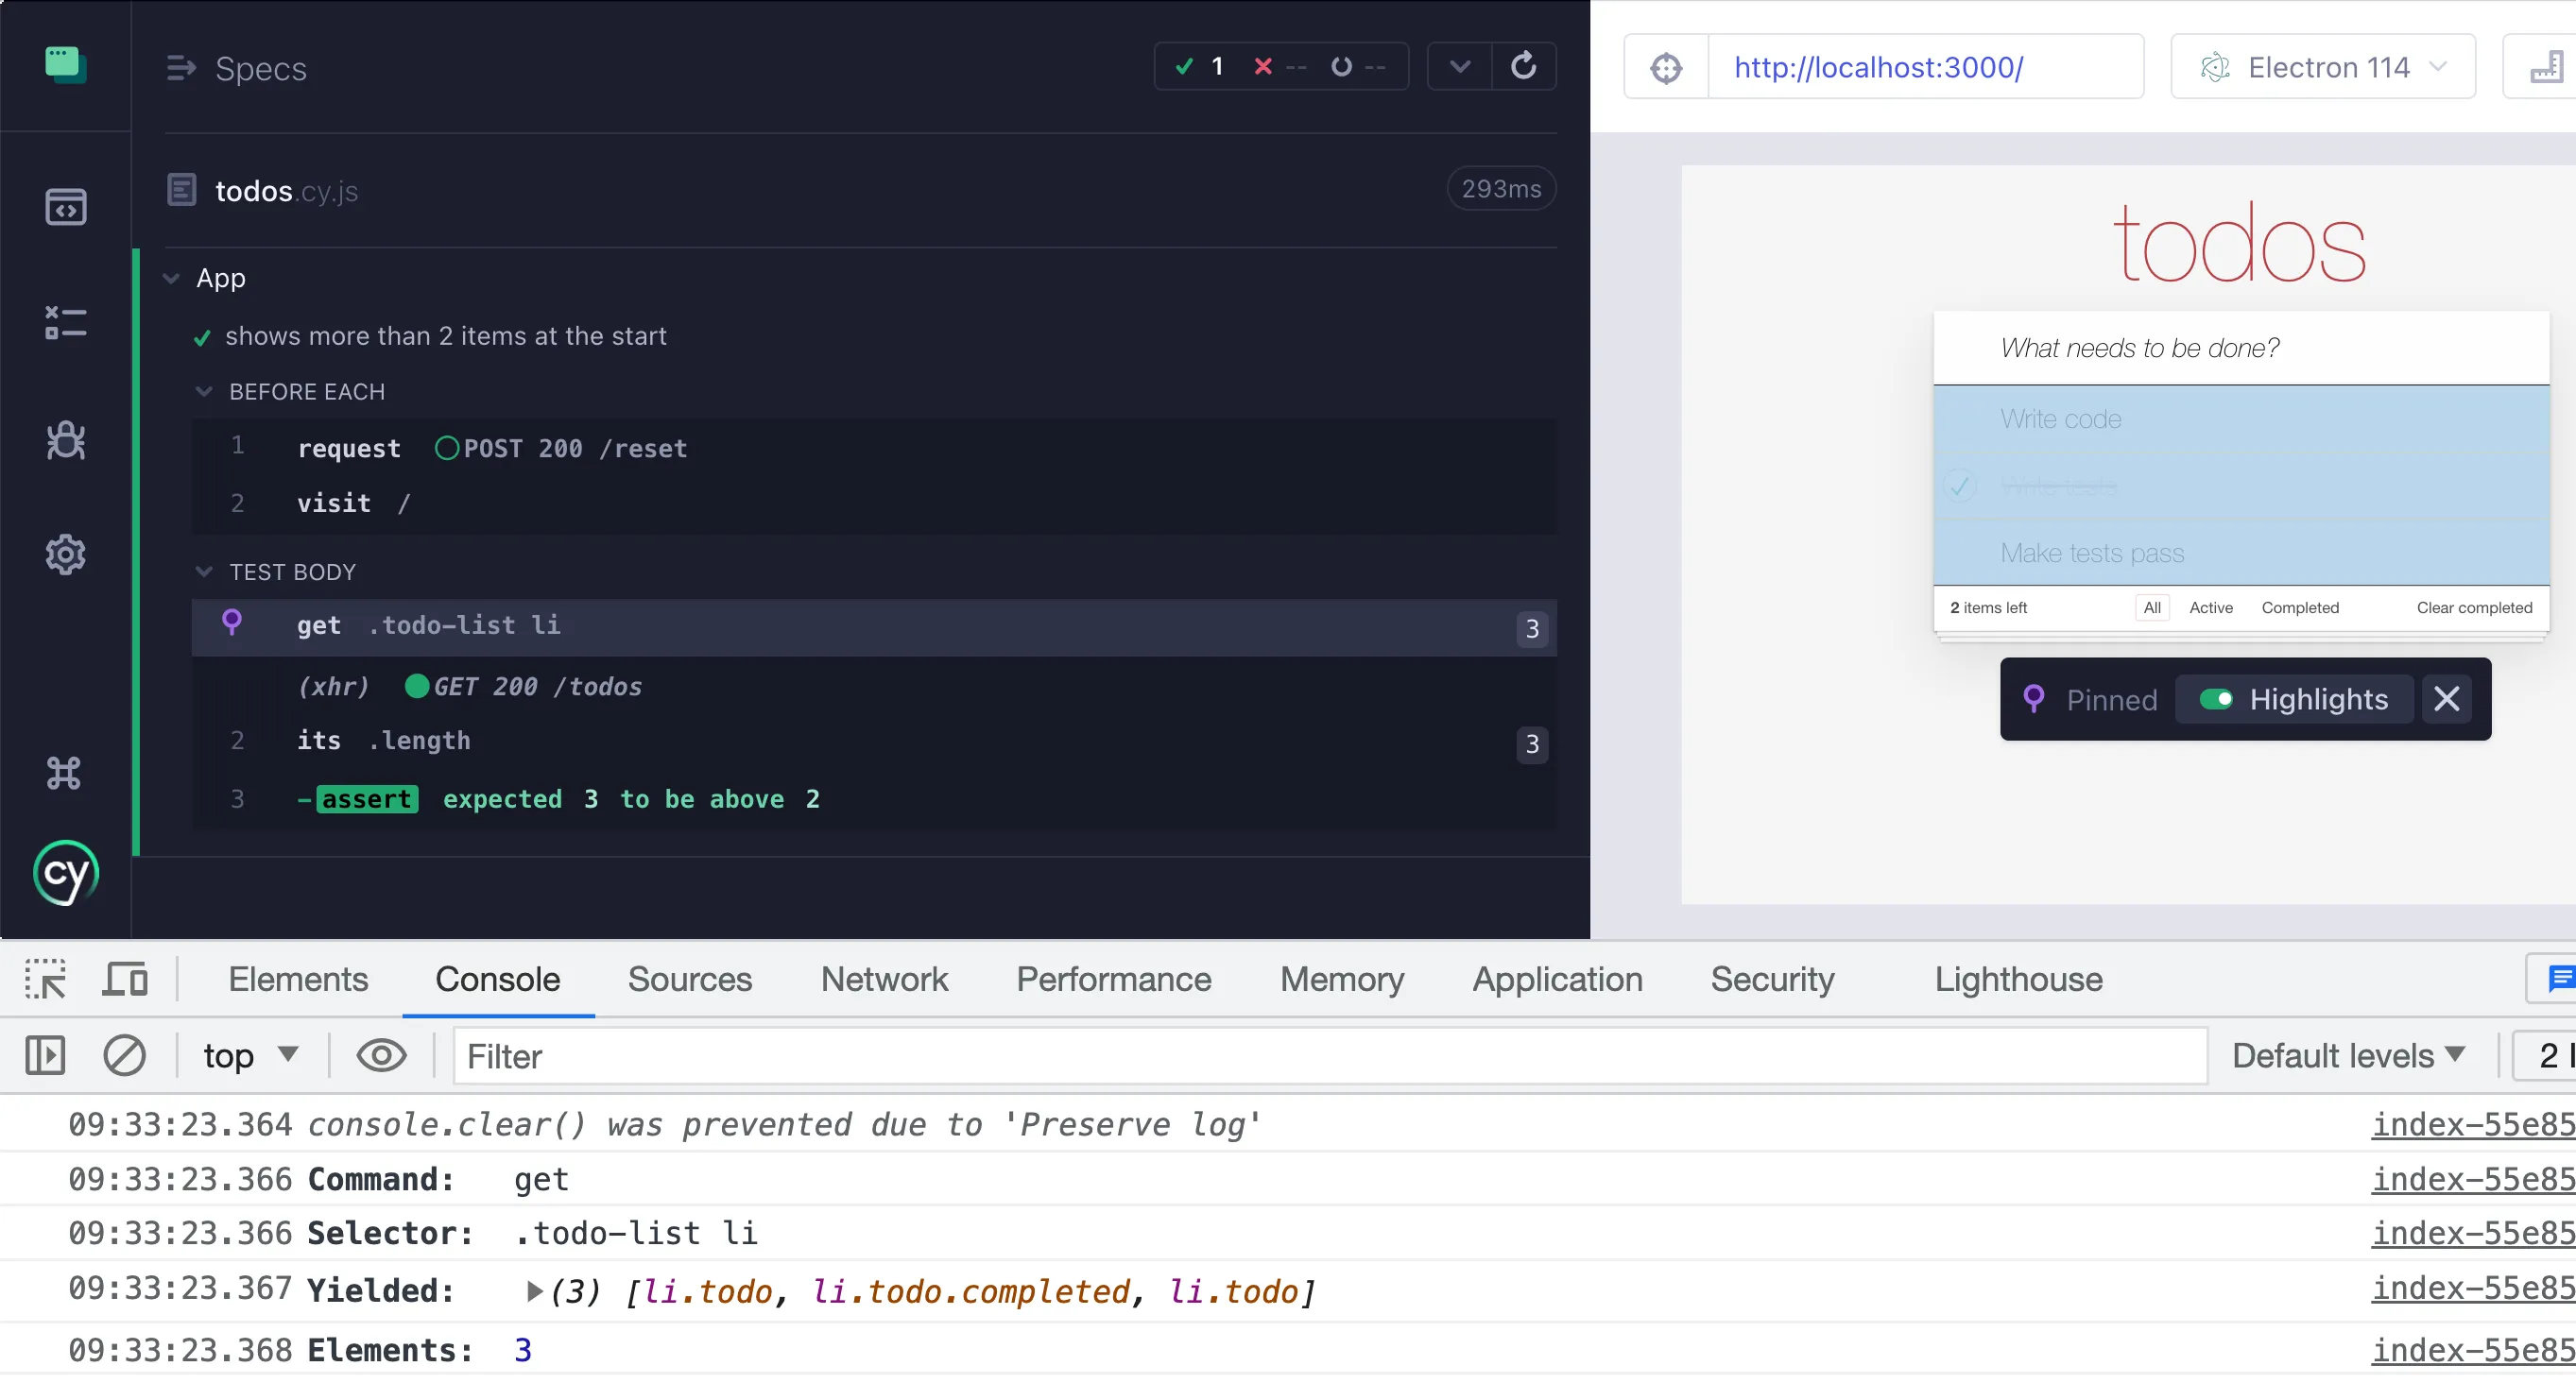 Specs
1 -- --
todos.cy.js
293ms
App
shows more than 2 items at the start
BEFORE EACH
1 request POST 200 /reset
2 visit /
TEST BODY
get .todo-list li 3
(xhr) GET 200 /todos
2 its .length 3
3 -assert expected 3 to be above 2
cy
http://localhost:3000/
Electron 114
todos
What needs to be done?
Write code
Write tests
Make tests pass
2 items left All Active Completed Clear completed
Pinned Highlights
Elements Console Sources Network Performance Memory Application Security Lighthouse
top Filter Default levels 2
09:33:23.364 console.clear() was prevented due to 'Preserve log' index-55e85
09:33:23.366 Command: get index-55e85
09:33:23.366 Selector: .todo-list li index-55e85
09:33:23.367 Yielded: (3) [li.todo, li.todo.completed, li.todo] index-55e85
09:33:23.368 Elements: 3 index-55e85